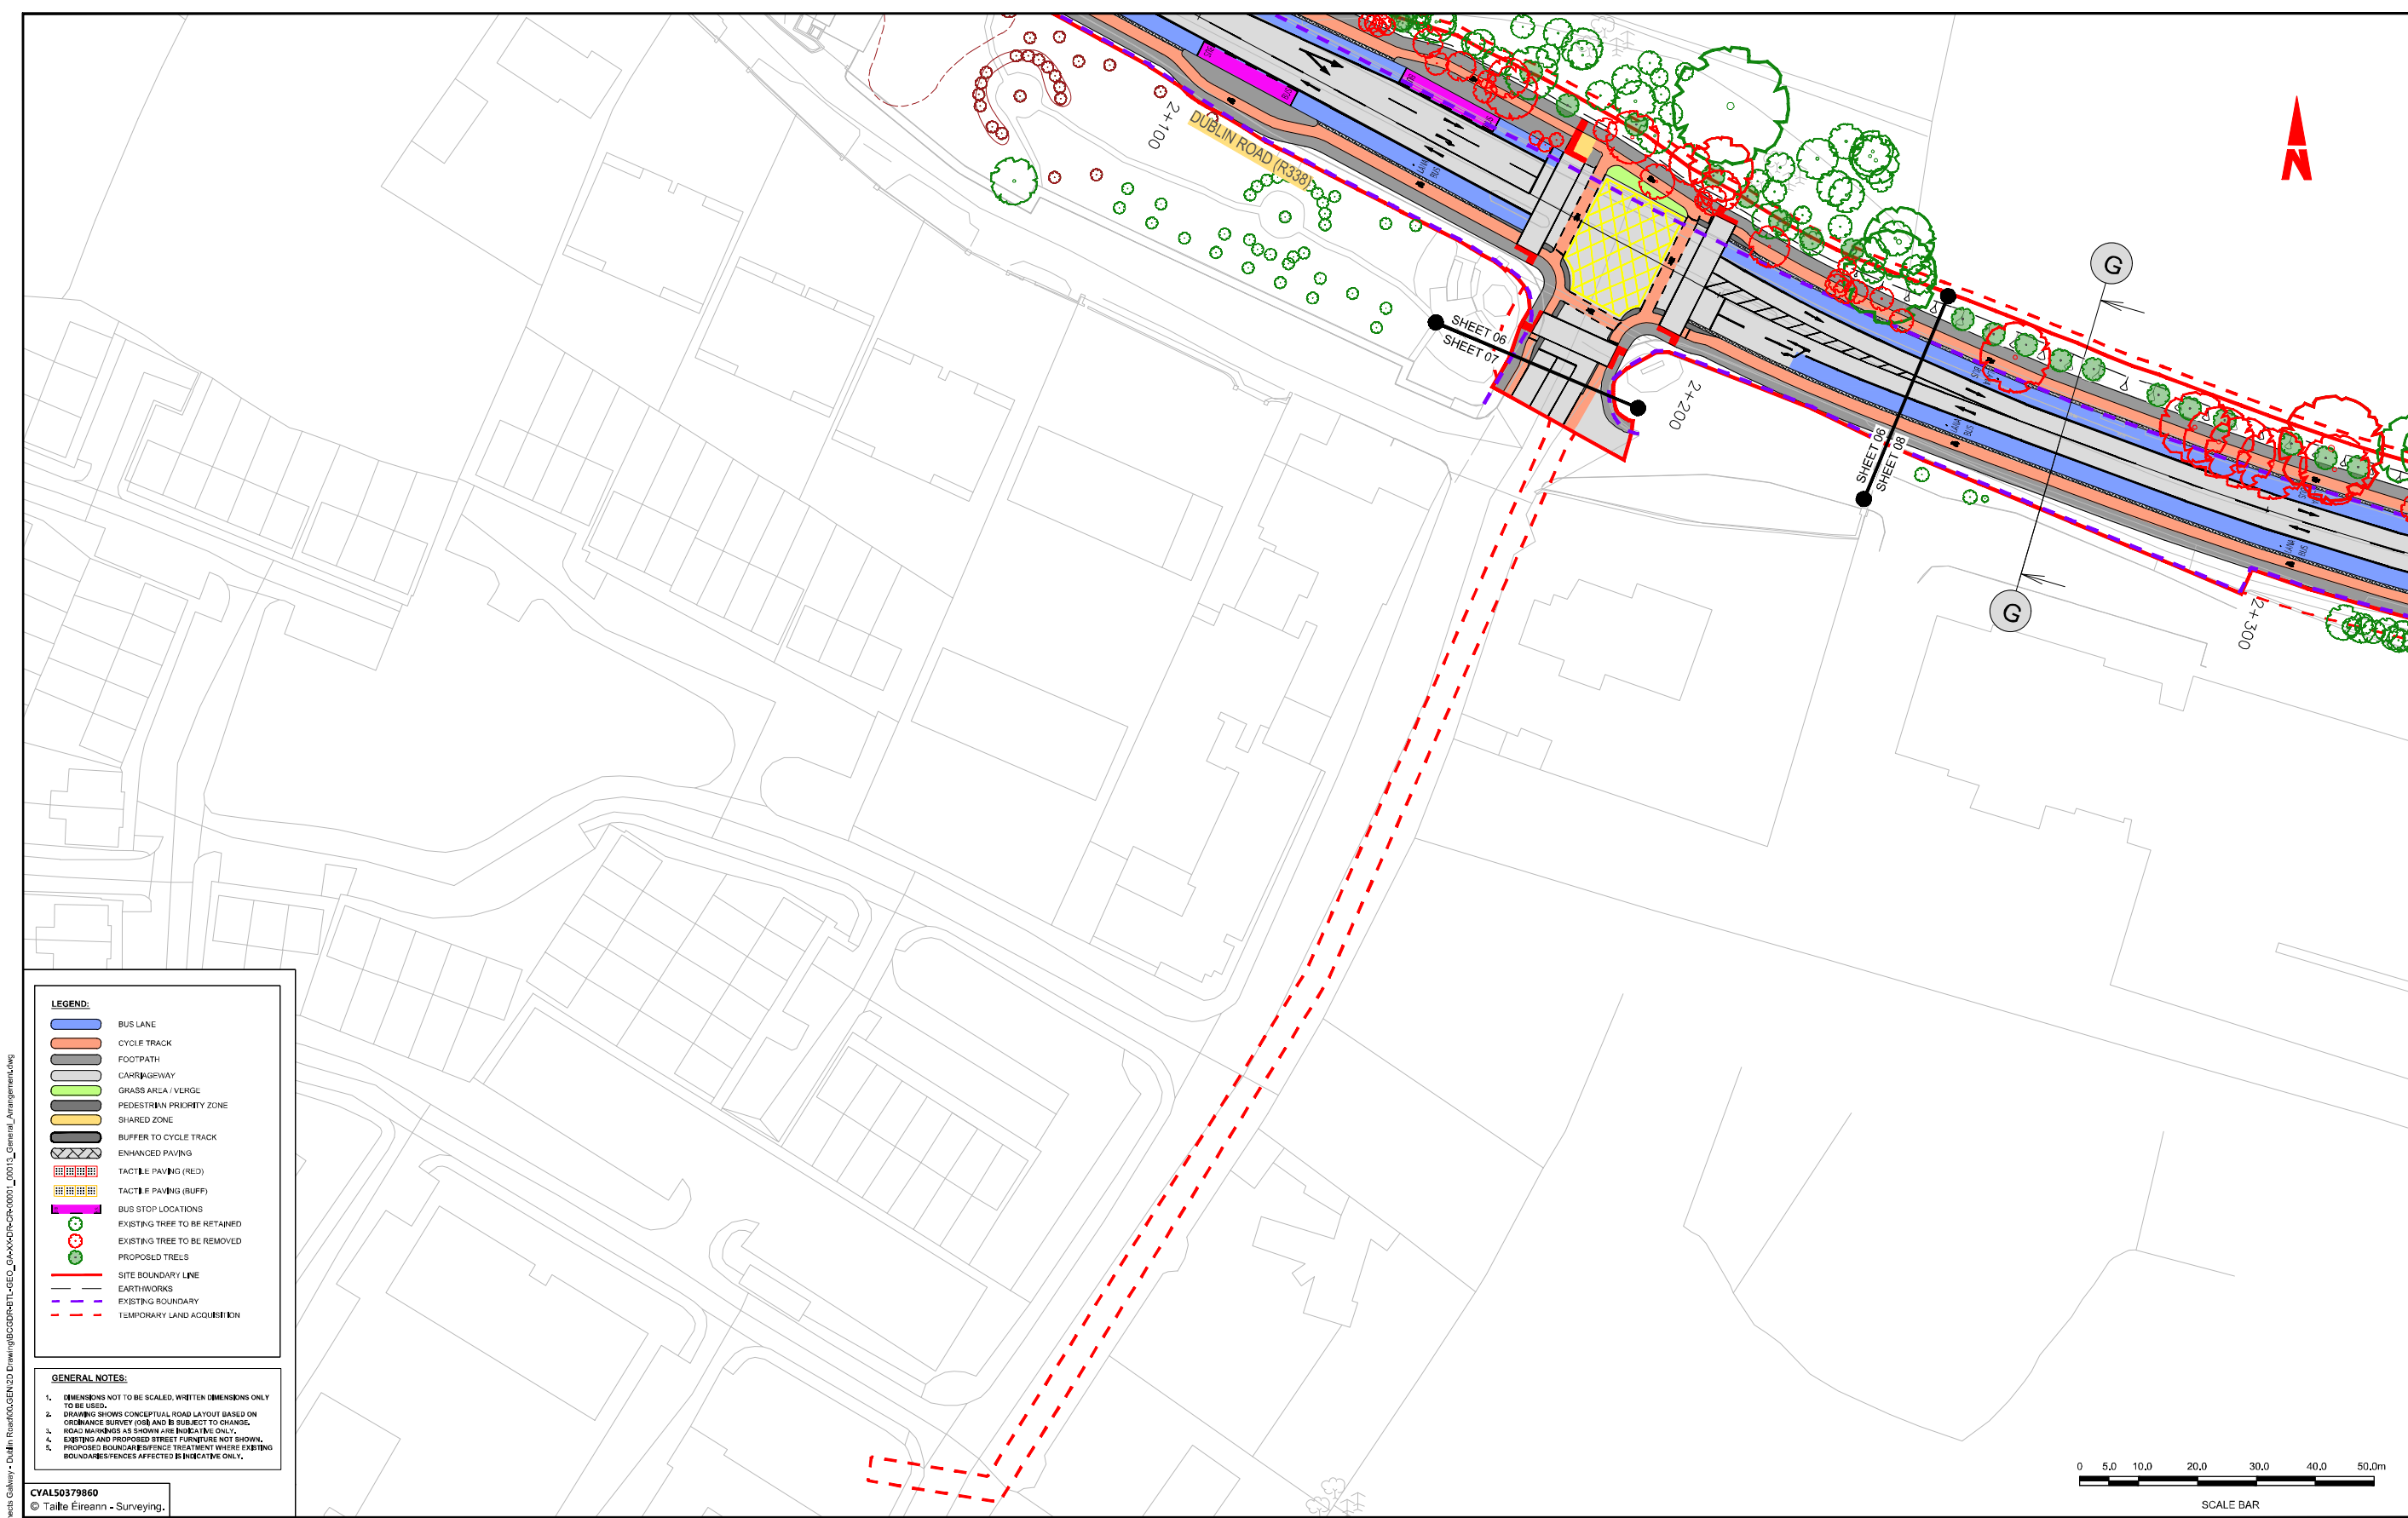 2+100
DUBLIN ROAD (R338)
BUS
LANE
N
G
SHEET 06
SHEET 07
2+200
SHEET 06
SHEET 08
BUS
LANE
G
BUS
LANE
2+300
LEGEND:
BUS LANE
CYCLE TRACK
FOOTPATH
CARRIAGEWAY
GRASS AREA / VERGE
PEDESTRIAN PRIORITY ZONE
SHARED ZONE
BUFFER TO CYCLE TRACK
ENHANCED PAVING
TACTILE PAVING (RED)
TACTILE PAVING (BUFF)
BUS STOP LOCATIONS
EXISTING TREE TO BE RETAINED
EXISTING TREE TO BE REMOVED
PROPOSED TREES
SITE BOUNDARY LINE
EARTHWORKS
EXISTING BOUNDARY
TEMPORARY LAND ACQUISITION
GENERAL NOTES:
1. DIMENSIONS NOT TO BE SCALED, WRITTEN DIMENSIONS ONLY
TO BE USED.
2. DRAWING SHOWS CONCEPTUAL ROAD LAYOUT BASED ON
ORDINANCE SURVEY (OSI) AND IS SUBJECT TO CHANGE.
3. ROAD MARKINGS AS SHOWN ARE INDICATIVE ONLY.
4. EXISTING AND PROPOSED STREET FURNITURE NOT SHOWN.
5. PROPOSED BOUNDARIES/FENCE TREATMENT WHERE EXISTING
BOUNDARIES/FENCES AFFECTED IS INDICATIVE ONLY.
CYAL50379860
© Tailte Éireann - Surveying.
0 5.0 10.0 20.0 30.0 40.0 50.0m
SCALE BAR